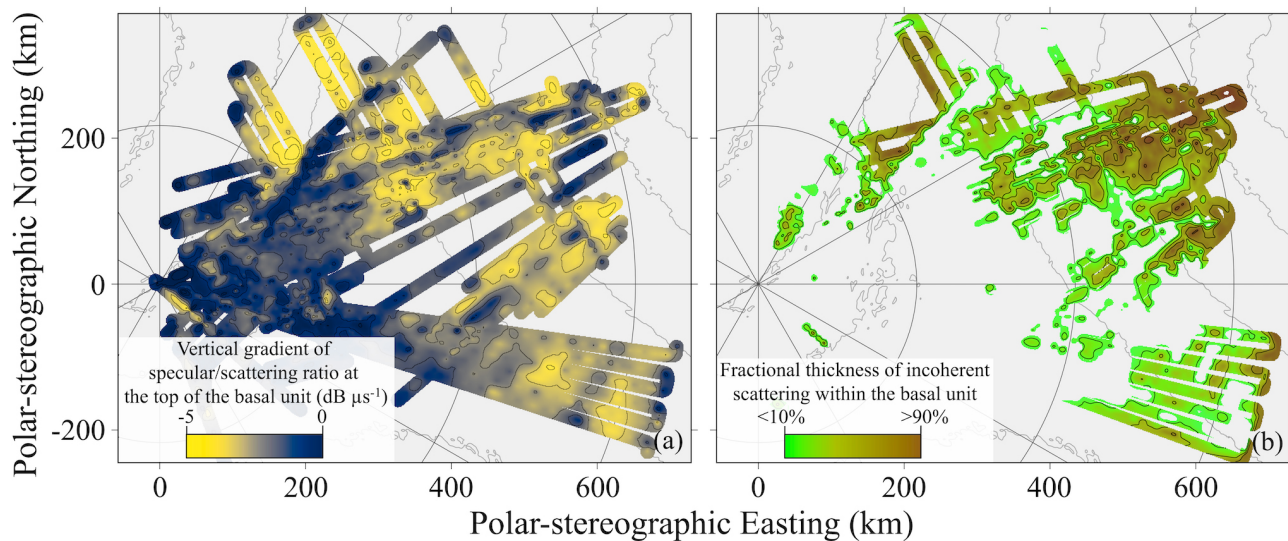 Polar-stereographic Northing (km)
200
0
-200
Vertical gradient of
specular/scattering ratio at
the top of the basal unit (dB µs⁻¹)
-5 0
(a)
Fractional thickness of incoherent
scattering within the basal unit
<10% >90%
(b)
0 200 400 600 0 200 400 600
Polar-stereographic Easting (km)